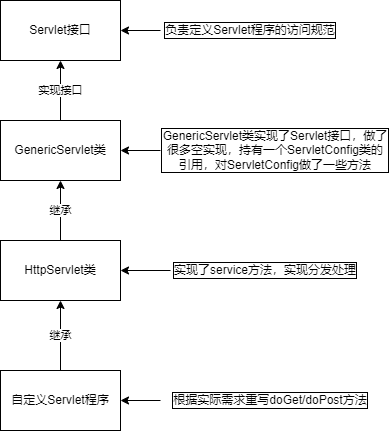 Servlet接口
负责定义Servlet程序的访问规范
实现接口
GenericServlet类
GenericServlet类实现了Servlet接口，做了
很多空实现，持有一个ServletConfig类的
引用，对ServletConfig做了一些方法
继承
HttpServlet类
实现了service方法，实现分发处理
继承
自定义Servlet程序
根据实际需求重写doGet/doPost方法